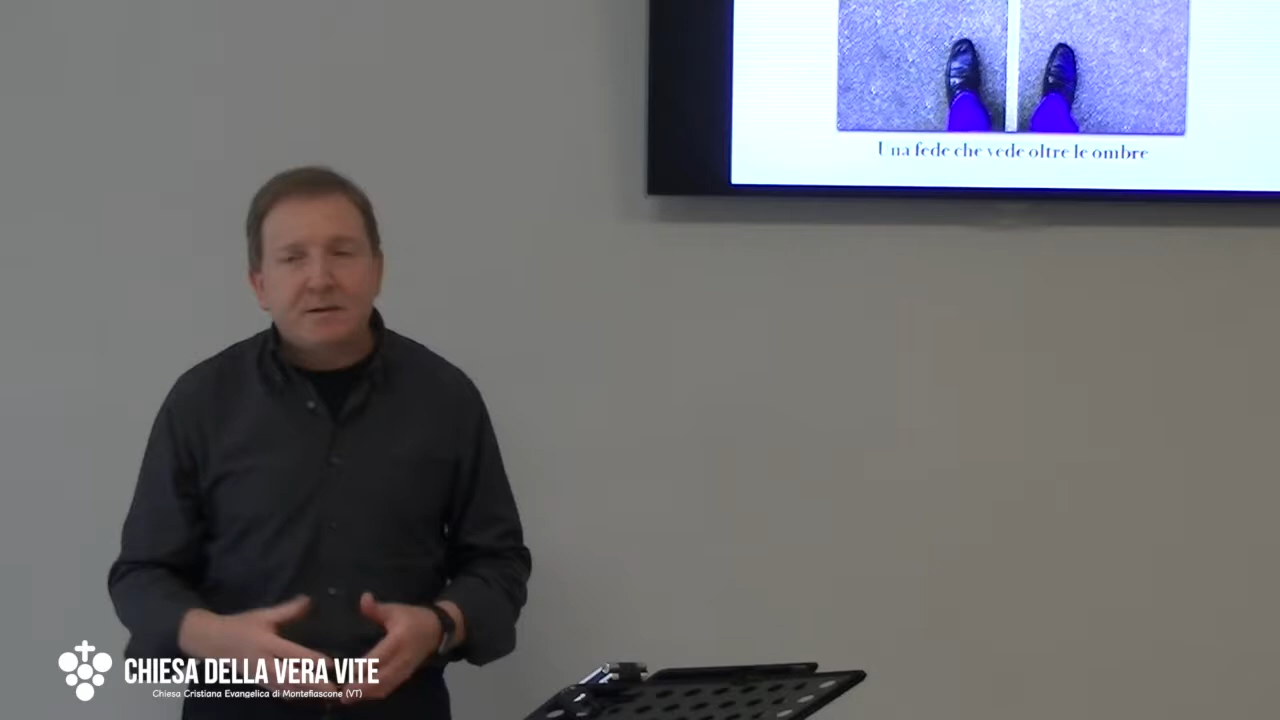 Una fede che vede oltre le ombre
CHIESA DELLA VERA VITE
Chiesa Cristiana Evangelica di Montefiascone (VT)